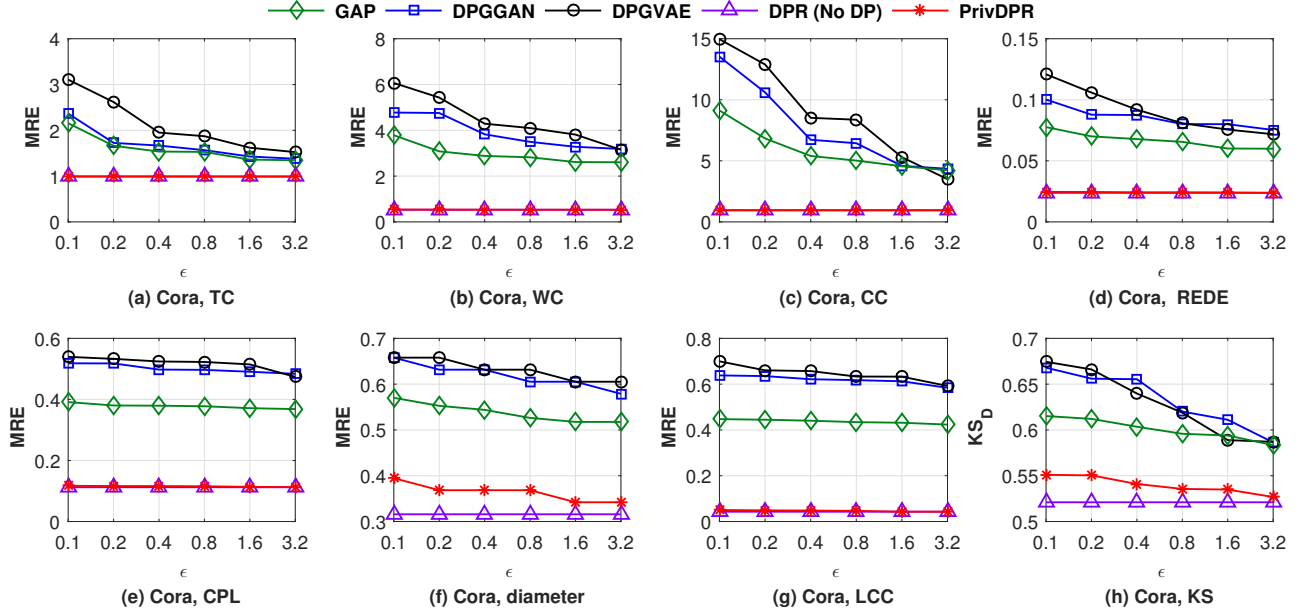 GAP DPGGAN DPGVAE DPR (No DP) PrivDPR
MRE
4
3
2
1
0
0.1 0.2 0.4 0.8 1.6 3.2
ϵ
(a) Cora, TC
MRE
8
6
4
2
0
0.1 0.2 0.4 0.8 1.6 3.2
ϵ
(b) Cora, WC
MRE
15
10
5
0
0.1 0.2 0.4 0.8 1.6 3.2
ϵ
(c) Cora, CC
MRE
0.15
0.1
0.05
0
0.1 0.2 0.4 0.8 1.6 3.2
ϵ
(d) Cora, REDE
MRE
0.6
0.4
0.2
0
0.1 0.2 0.4 0.8 1.6 3.2
ϵ
(e) Cora, CPL
MRE
0.7
0.6
0.5
0.4
0.3
0.1 0.2 0.4 0.8 1.6 3.2
ϵ
(f) Cora, diameter
MRE
0.8
0.6
0.4
0.2
0
0.1 0.2 0.4 0.8 1.6 3.2
ϵ
(g) Cora, LCC
KS_D
0.7
0.65
0.6
0.55
0.5
0.1 0.2 0.4 0.8 1.6 3.2
ϵ
(h) Cora, KS